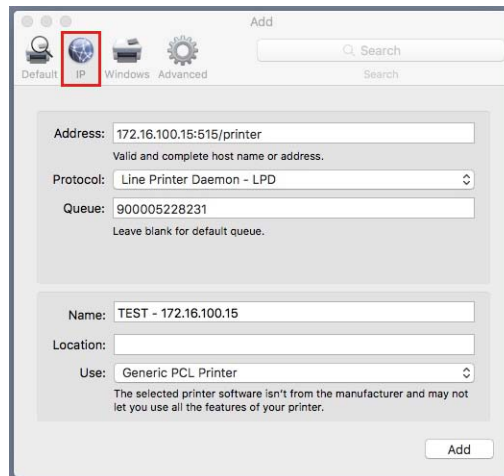 Add
Default IP Windows Advanced
Search
Search
Address: 172.16.100.15:515/printer
Valid and complete host name or address.
Protocol: Line Printer Daemon - LPD
Queue: 900005228231
Leave blank for default queue.
Name: TEST - 172.16.100.15
Location:
Use: Generic PCL Printer
The selected printer software isn't from the manufacturer and may not
let you use all the features of your printer.
Add